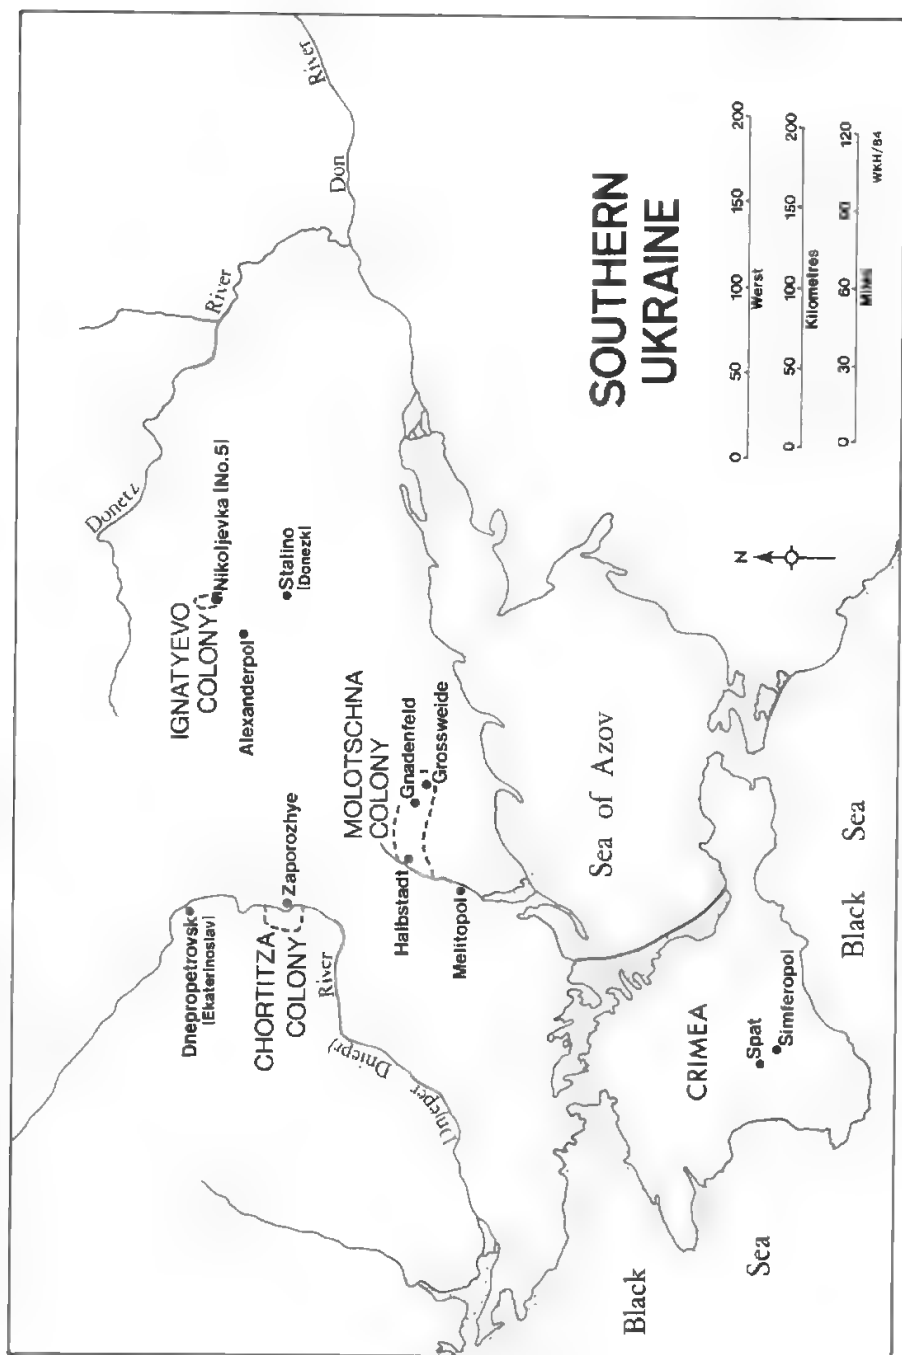 SOUTHERN
UKRAINE
River
Don
River
Donetz
IGNATYEVO
COLONY
Nikoljevka [No.5]
Alexanderpol
Stalino
[Donezk]
Dnepropetrovsk
[Ekaterinoslav]
CHORTITZA
COLONY
Zaporozhye
River
Dniepr)
(Dnieper
MOLOTSCHNA
COLONY
Gnadenfeld
Grossweide
Halbstadt
Melitopol
Sea of Azov
CRIMEA
Spat
Simferopol
Black Sea
Black
Sea
N
0 50 100 150 200
Werst
0 50 100 150 200
Kilometres
0 30 60 90 120
Miles
WKH/84